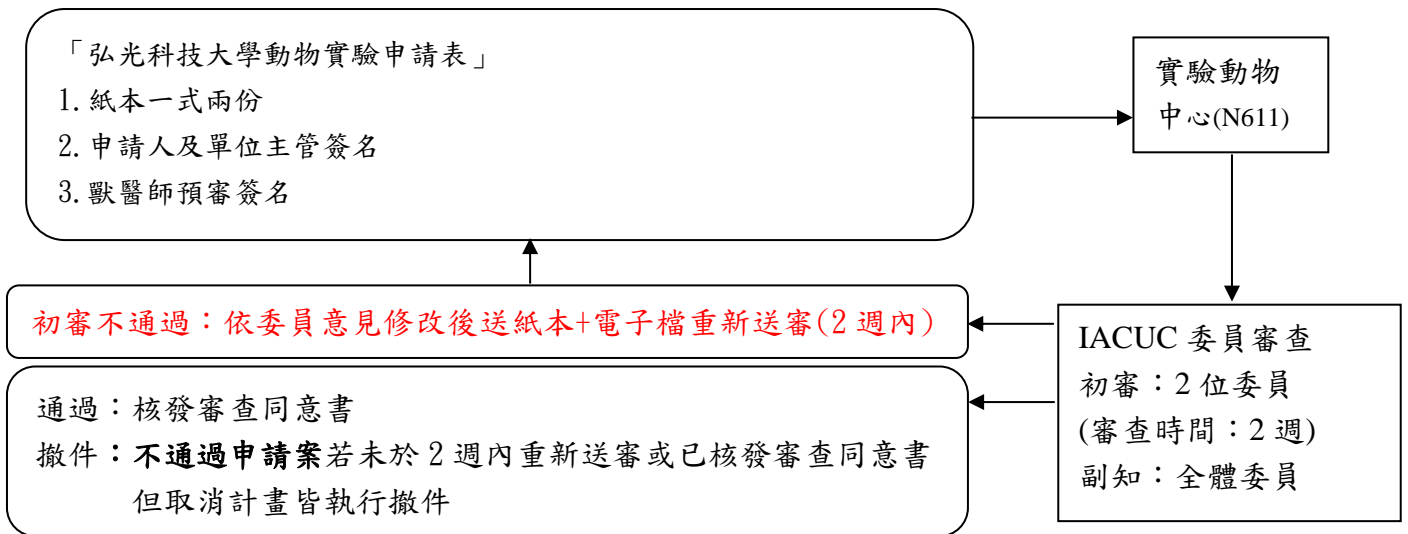 「弘光科技大學動物實驗申請表」
1.紙本一式兩份
2.申請人及單位主管簽名
3.獸醫師預審簽名
實驗動物
中心(N611)
初審不通過：依委員意見修改後送紙本+電子檔重新送審(2 週內)
IACUC 委員審查
初審：2 位委員
(審查時間：2 週)
副知：全體委員
通過：核發審查同意書
撤件：不通過申請案若未於 2 週內重新送審或已核發審查同意書
但取消計畫皆執行撤件